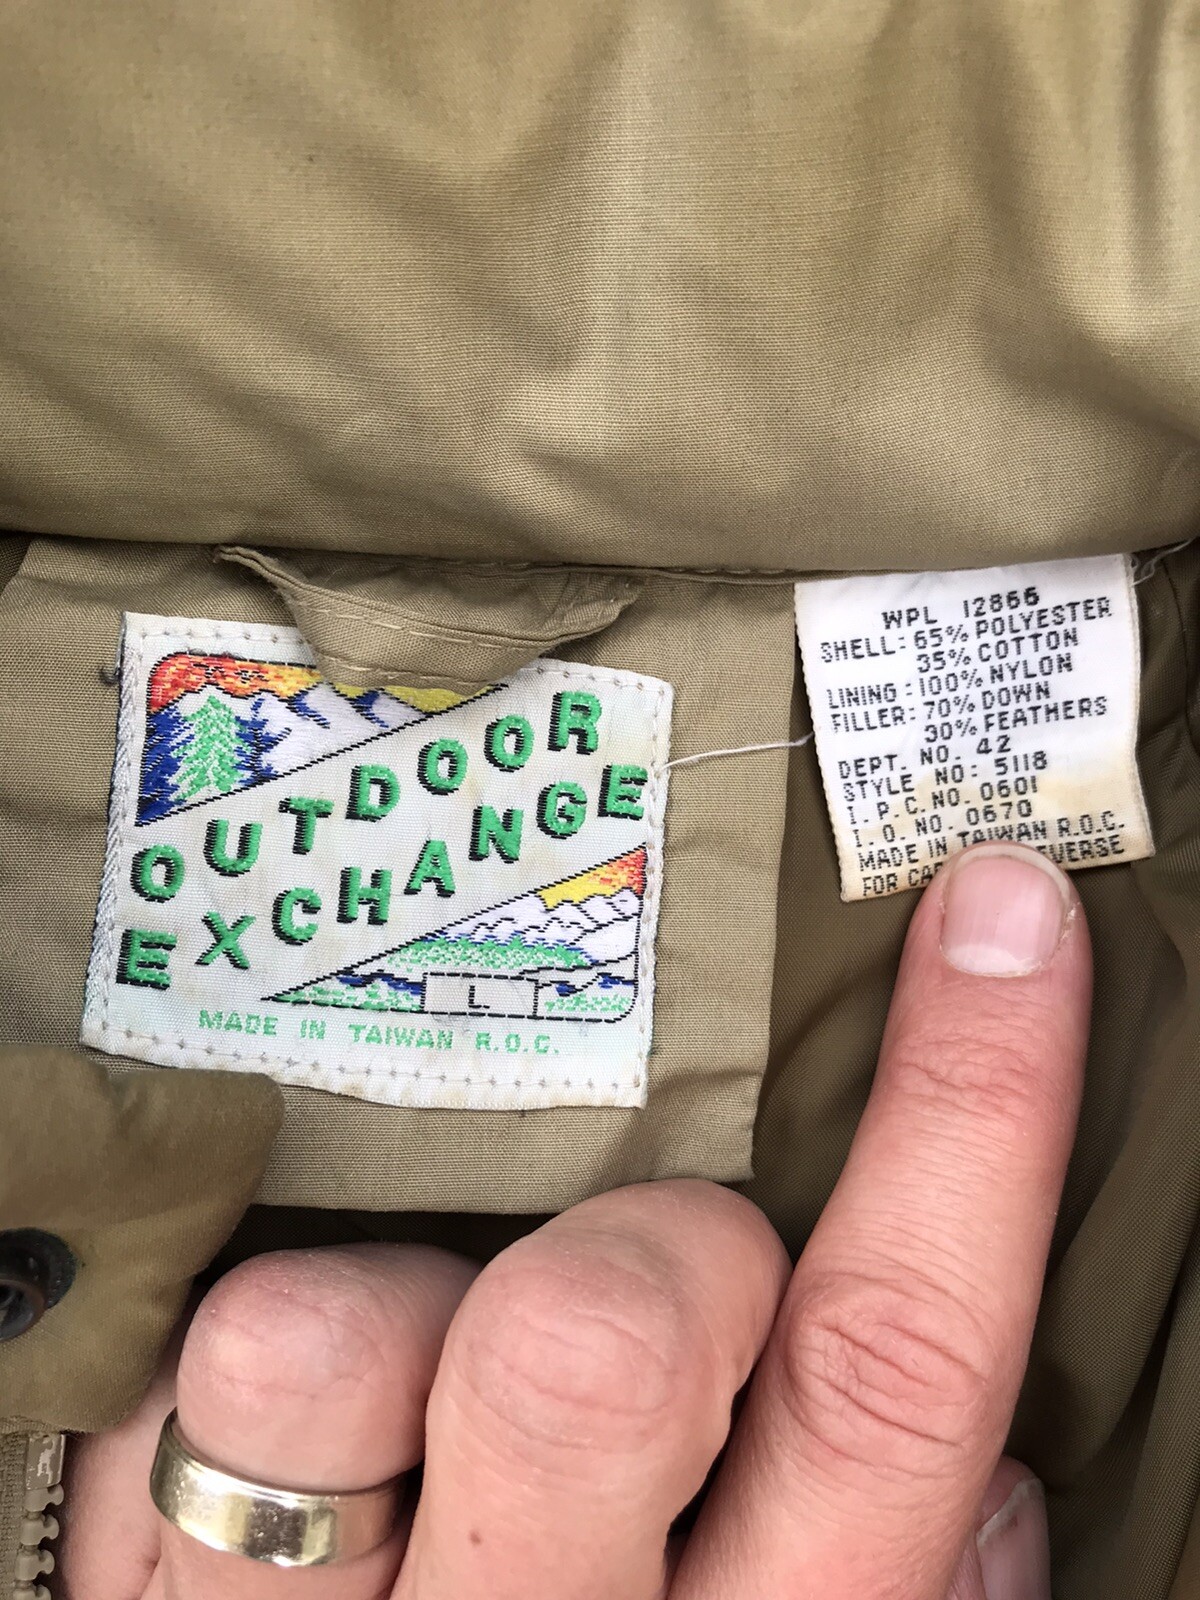 OUTDOOR
EXCHANGE
L
MADE IN TAIWAN R.O.C.
WPL 12866
SHELL: 65% POLYESTER
35% COTTON
LINING: 100% NYLON
FILLER: 70% DOWN
30% FEATHERS
DEPT. NO. 42
STYLE NO: 5118
I.P.C. NO. 0601
I.O. NO. 0670
MADE IN TAIWAN R.O.C.
FOR